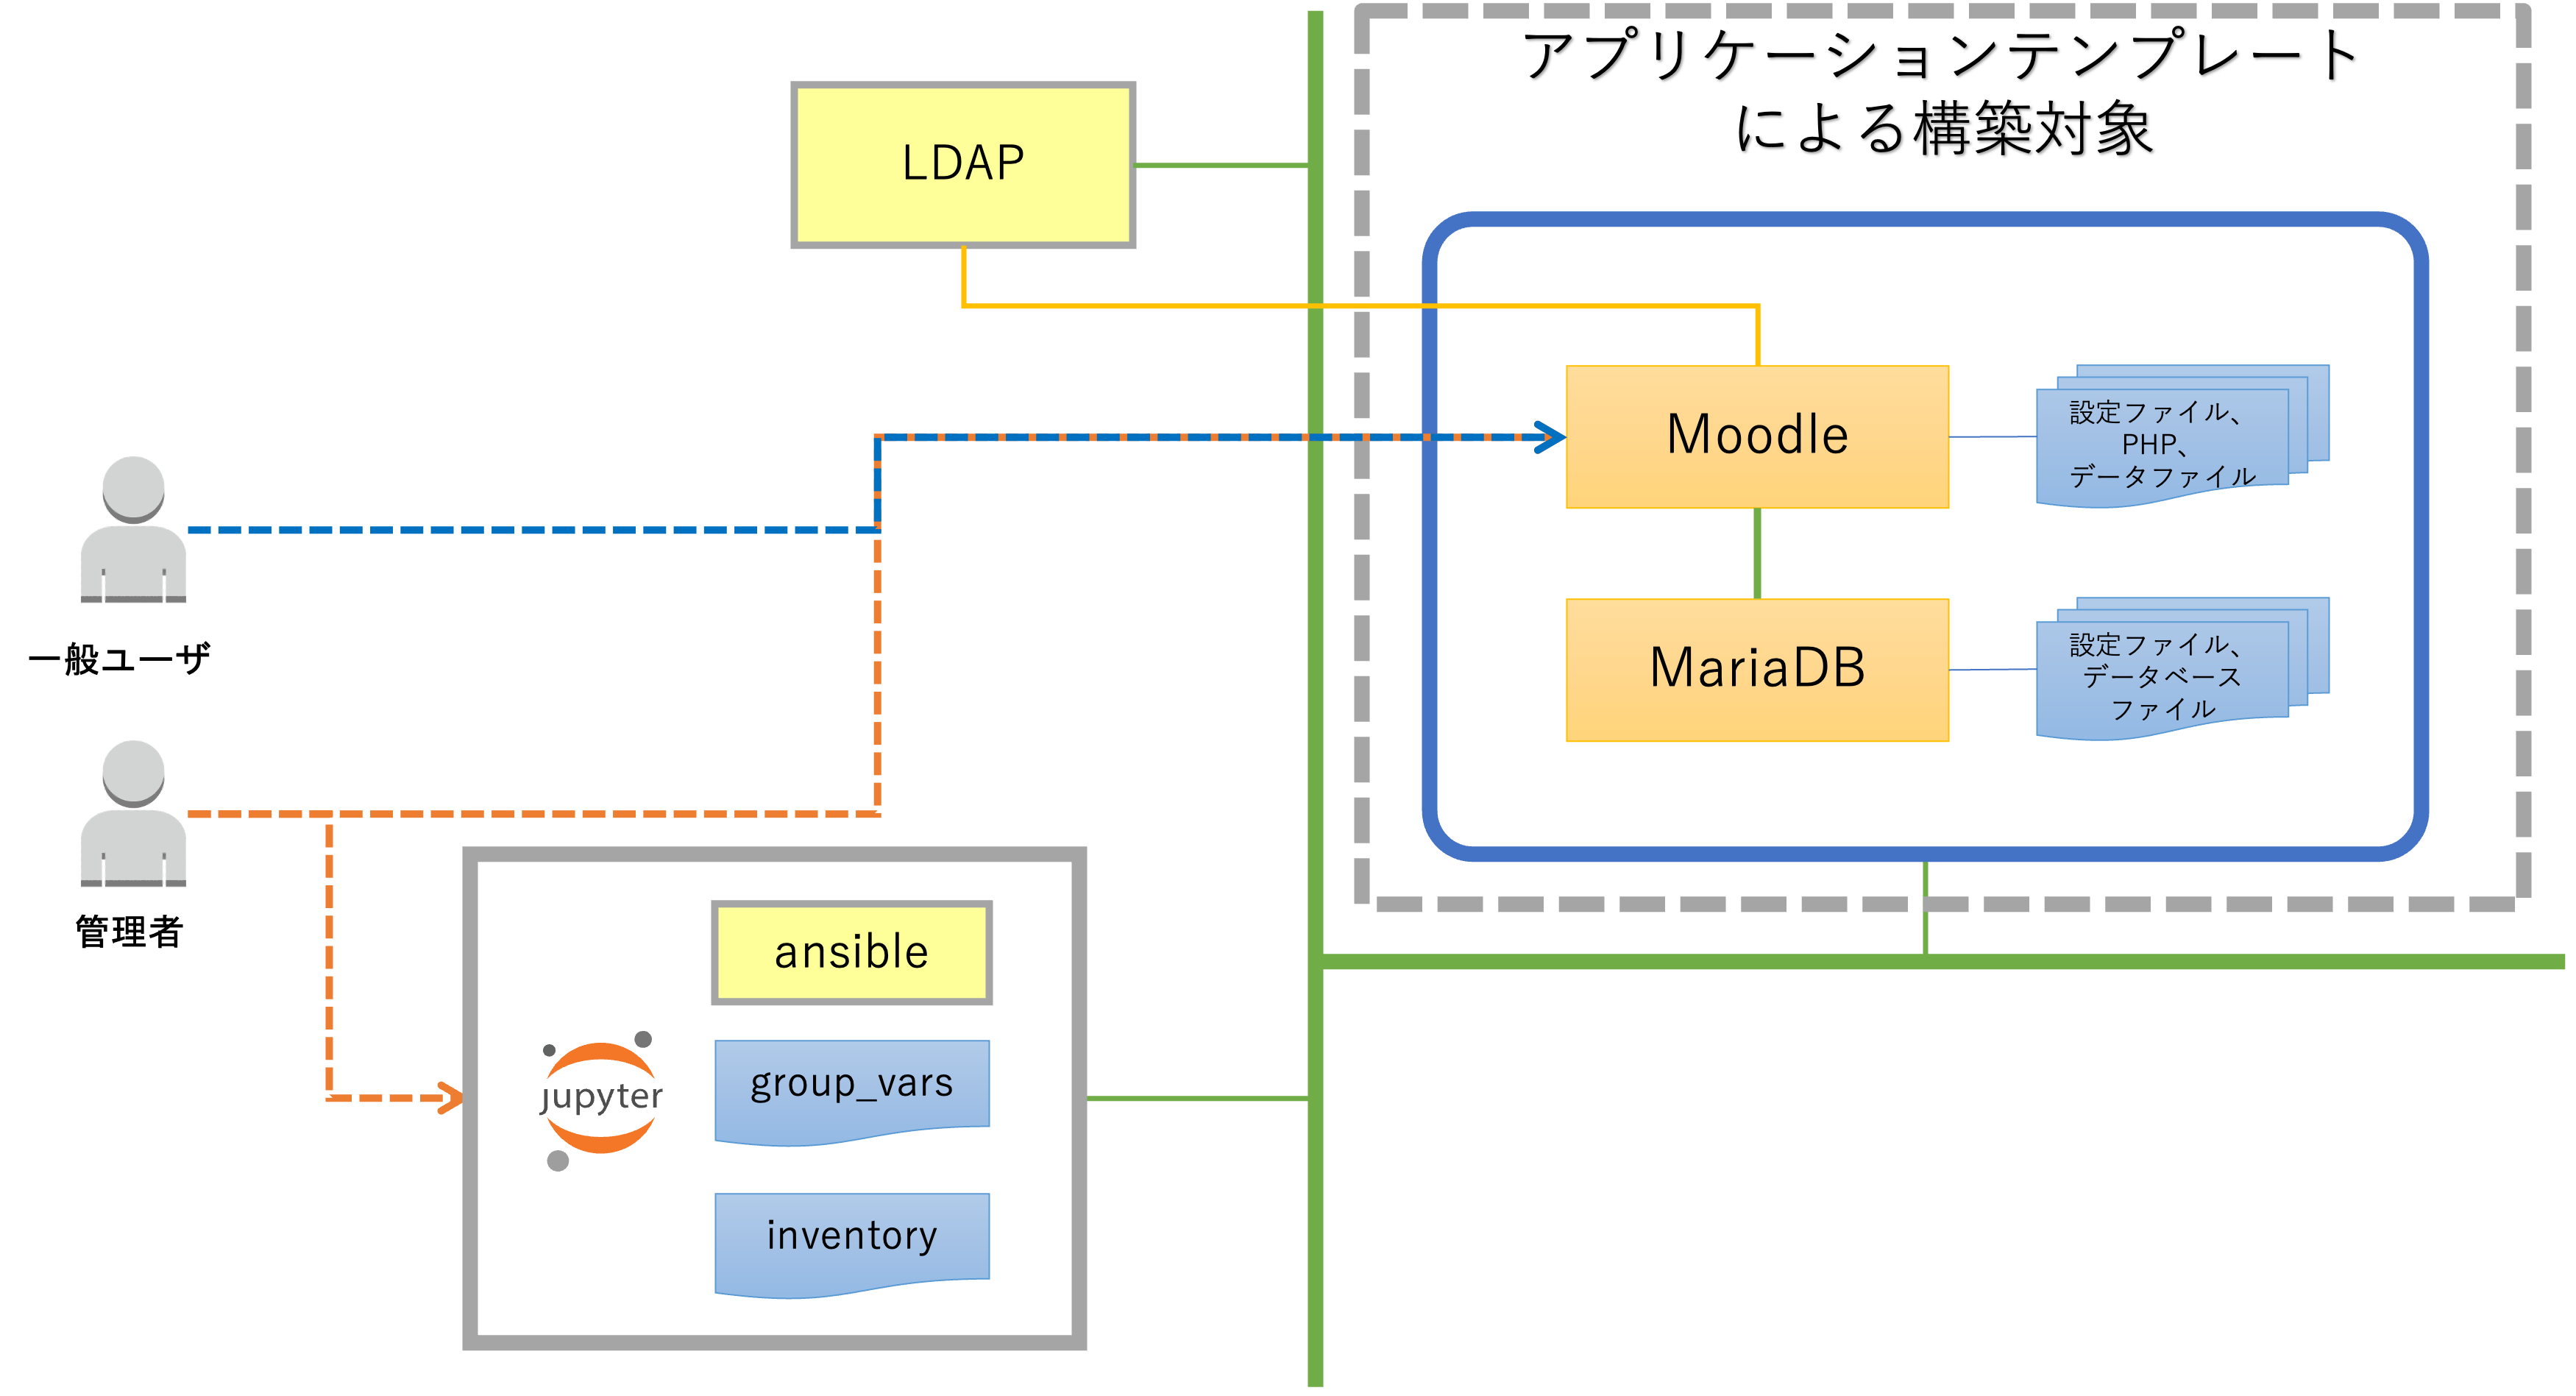 アプリケーションテンプレート
による構築対象
LDAP
Moodle
設定ファイル、
PHP、
データファイル
一般ユーザ
MariaDB
設定ファイル、
データベース
ファイル
管理者
ansible
jupyter
group_vars
inventory